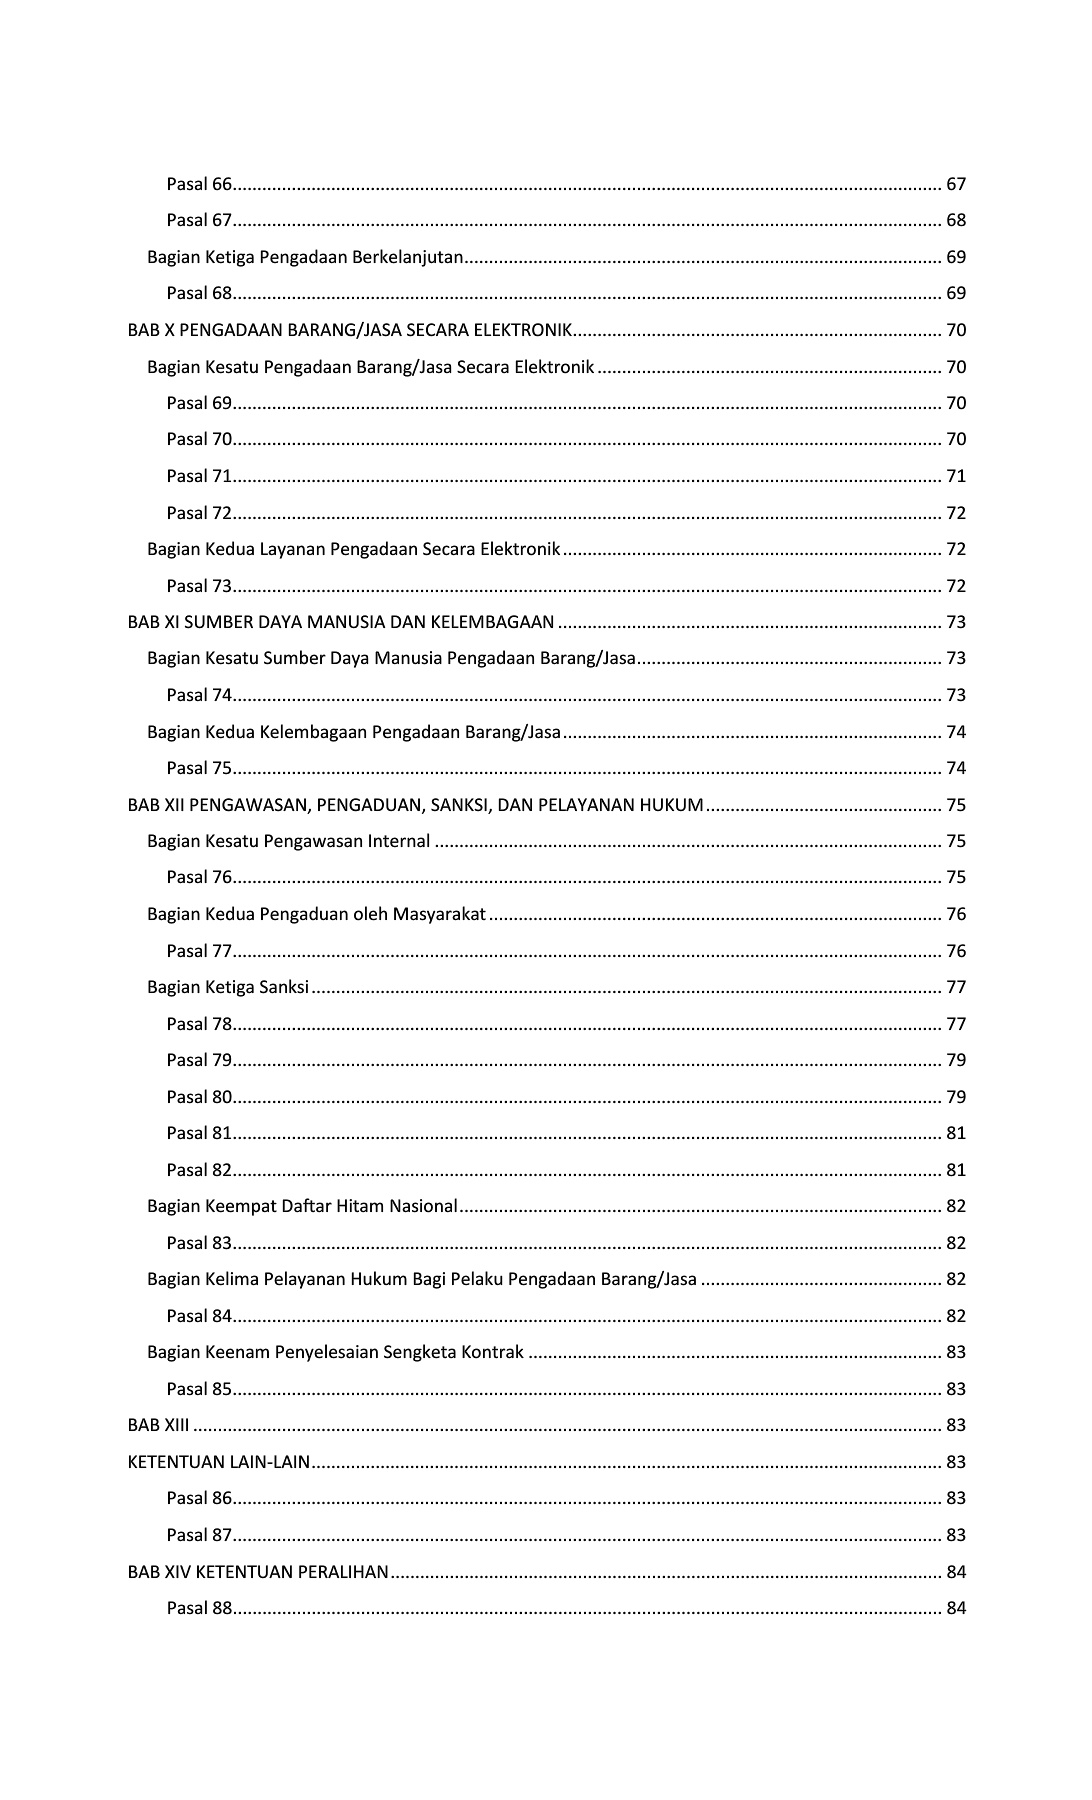 Pasal 66.......... 67
Pasal 67.......... 68
Bagian Ketiga Pengadaan Berkelanjutan.......... 69
Pasal 68.......... 69
BAB X PENGADAAN BARANG/JASA SECARA ELEKTRONIK.......... 70
Bagian Kesatu Pengadaan Barang/Jasa Secara Elektronik.......... 70
Pasal 69.......... 70
Pasal 70.......... 70
Pasal 71.......... 71
Pasal 72.......... 72
Bagian Kedua Layanan Pengadaan Secara Elektronik.......... 72
Pasal 73.......... 72
BAB XI SUMBER DAYA MANUSIA DAN KELEMBAGAAN.......... 73
Bagian Kesatu Sumber Daya Manusia Pengadaan Barang/Jasa.......... 73
Pasal 74.......... 73
Bagian Kedua Kelembagaan Pengadaan Barang/Jasa.......... 74
Pasal 75.......... 74
BAB XII PENGAWASAN, PENGADUAN, SANKSI, DAN PELAYANAN HUKUM.......... 75
Bagian Kesatu Pengawasan Internal.......... 75
Pasal 76.......... 75
Bagian Kedua Pengaduan oleh Masyarakat.......... 76
Pasal 77.......... 76
Bagian Ketiga Sanksi.......... 77
Pasal 78.......... 77
Pasal 79.......... 79
Pasal 80.......... 79
Pasal 81.......... 81
Pasal 82.......... 81
Bagian Keempat Daftar Hitam Nasional.......... 82
Pasal 83.......... 82
Bagian Kelima Pelayanan Hukum Bagi Pelaku Pengadaan Barang/Jasa.......... 82
Pasal 84.......... 82
Bagian Keenam Penyelesaian Sengketa Kontrak.......... 83
Pasal 85.......... 83
BAB XIII.......... 83
KETENTUAN LAIN-LAIN.......... 83
Pasal 86.......... 83
Pasal 87.......... 83
BAB XIV KETENTUAN PERALIHAN.......... 84
Pasal 88.......... 84